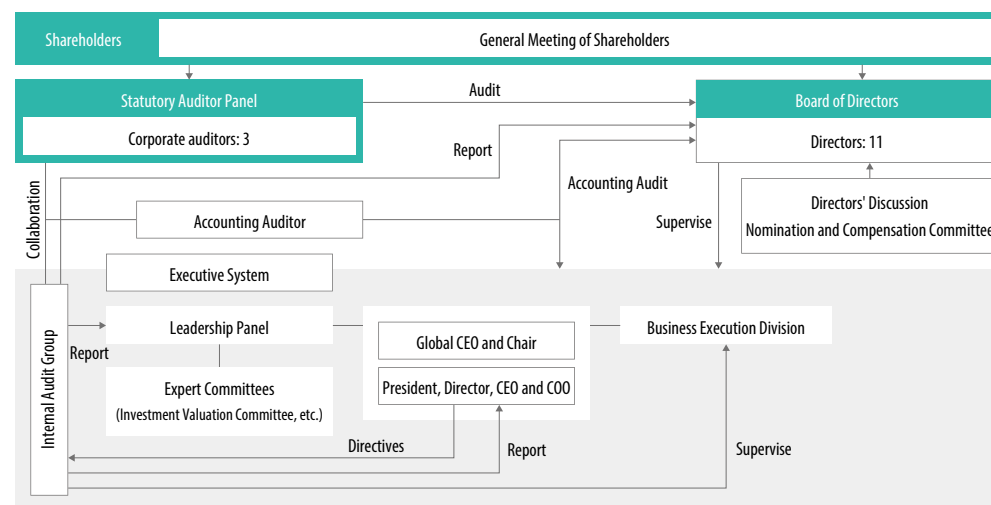 Shareholders
General Meeting of Shareholders
Statutory Auditor Panel
Audit
Board of Directors
Corporate auditors: 3
Directors: 11
Report
Accounting Audit
Collaboration
Accounting Auditor
Supervise
Directors' Discussion
Nomination and Compensation Committee
Executive System
Internal Audit Group
Leadership Panel
Global CEO and Chair
Business Execution Division
Report
Expert Committees
(Investment Valuation Committee, etc.)
President, Director, CEO and COO
Directives
Report
Supervise